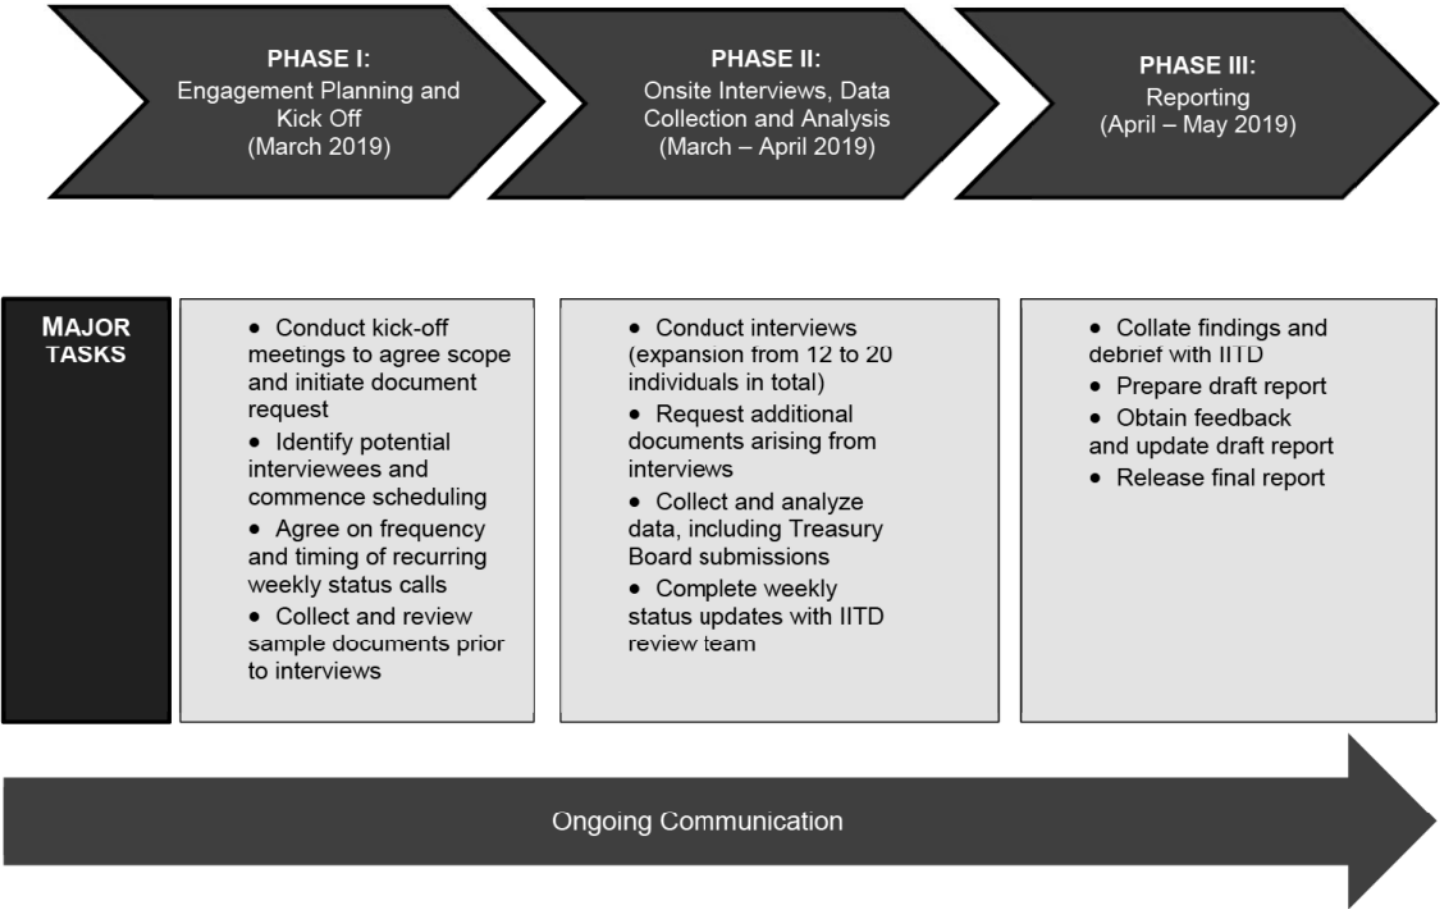 PHASE I:
Engagement Planning and
Kick Off
(March 2019)
PHASE II:
Onsite Interviews, Data
Collection and Analysis
(March – April 2019)
PHASE III:
Reporting
(April – May 2019)
MAJOR
TASKS
• Conduct kick-off
meetings to agree scope
and initiate document
request
• Identify potential
interviewees and
commence scheduling
• Agree on frequency
and timing of recurring
weekly status calls
• Collect and review
sample documents prior
to interviews
• Conduct interviews
(expansion from 12 to 20
individuals in total)
• Request additional
documents arising from
interviews
• Collect and analyze
data, including Treasury
Board submissions
• Complete weekly
status updates with IITD
review team
• Collate findings and
debrief with IITD
• Prepare draft report
• Obtain feedback
and update draft report
• Release final report
Ongoing Communication